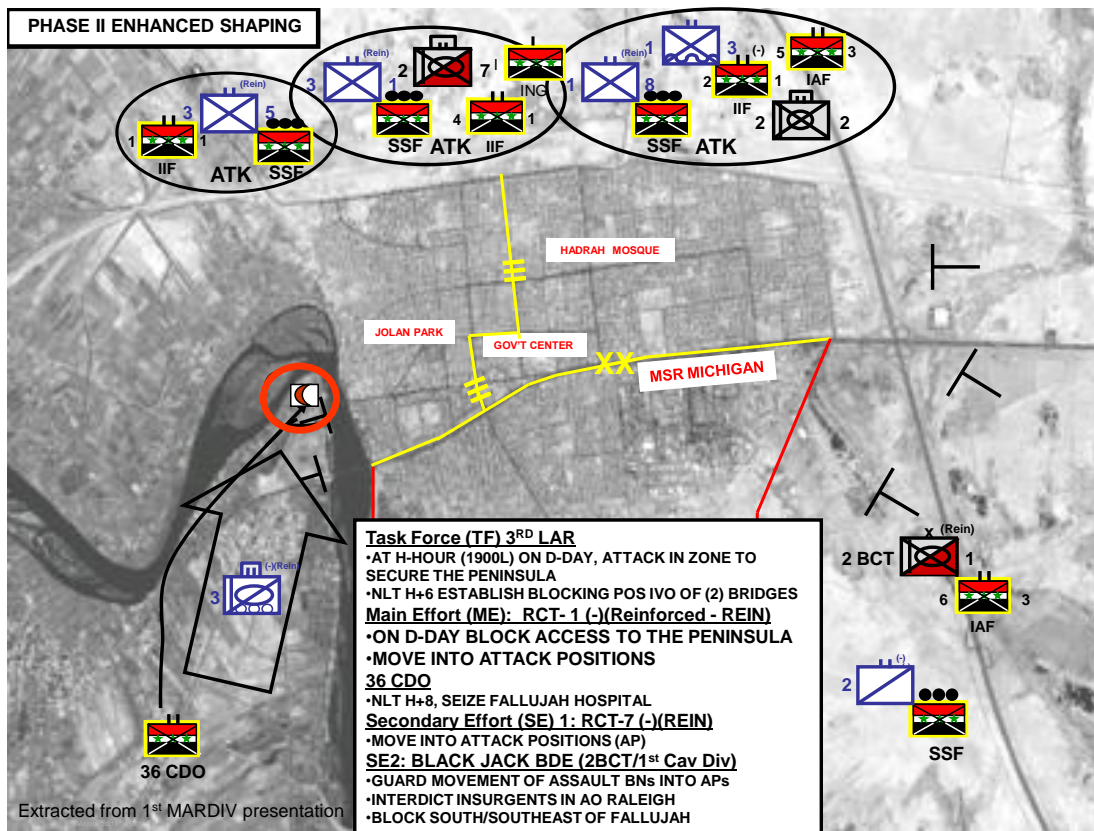 PHASE II ENHANCED SHAPING
(Rein)
3 5
1 1
IIF
ATK
SSF
(Rein)
3 1
2 7
ING
SSF
ATK
4 1
IIF
(Rein)
1 8
1 3
(-)
2 1
IIF
5 3
IAF
2 2
SSF
ATK
HADRAH MOSQUE
JOLAN PARK
GOV'T CENTER
XX
MSR MICHIGAN
(-)(Rein)
3
36 CDO
x (Rein)
2 BCT 1
6 3
IAF
(-)
2
SSF
Task Force (TF) 3RD LAR
•AT H-HOUR (1900L) ON D-DAY, ATTACK IN ZONE TO
SECURE THE PENINSULA
•NLT H+6 ESTABLISH BLOCKING POS IVO OF (2) BRIDGES
Main Effort (ME): RCT- 1 (-)(Reinforced - REIN)
•ON D-DAY BLOCK ACCESS TO THE PENINSULA
•MOVE INTO ATTACK POSITIONS
36 CDO
•NLT H+8, SEIZE FALLUJAH HOSPITAL
Secondary Effort (SE) 1: RCT-7 (-)(REIN)
•MOVE INTO ATTACK POSITIONS (AP)
SE2: BLACK JACK BDE (2BCT/1st Cav Div)
•GUARD MOVEMENT OF ASSAULT BNs INTO APs
•INTERDICT INSURGENTS IN AO RALEIGH
•BLOCK SOUTH/SOUTHEAST OF FALLUJAH
Extracted from 1st MARDIV presentation